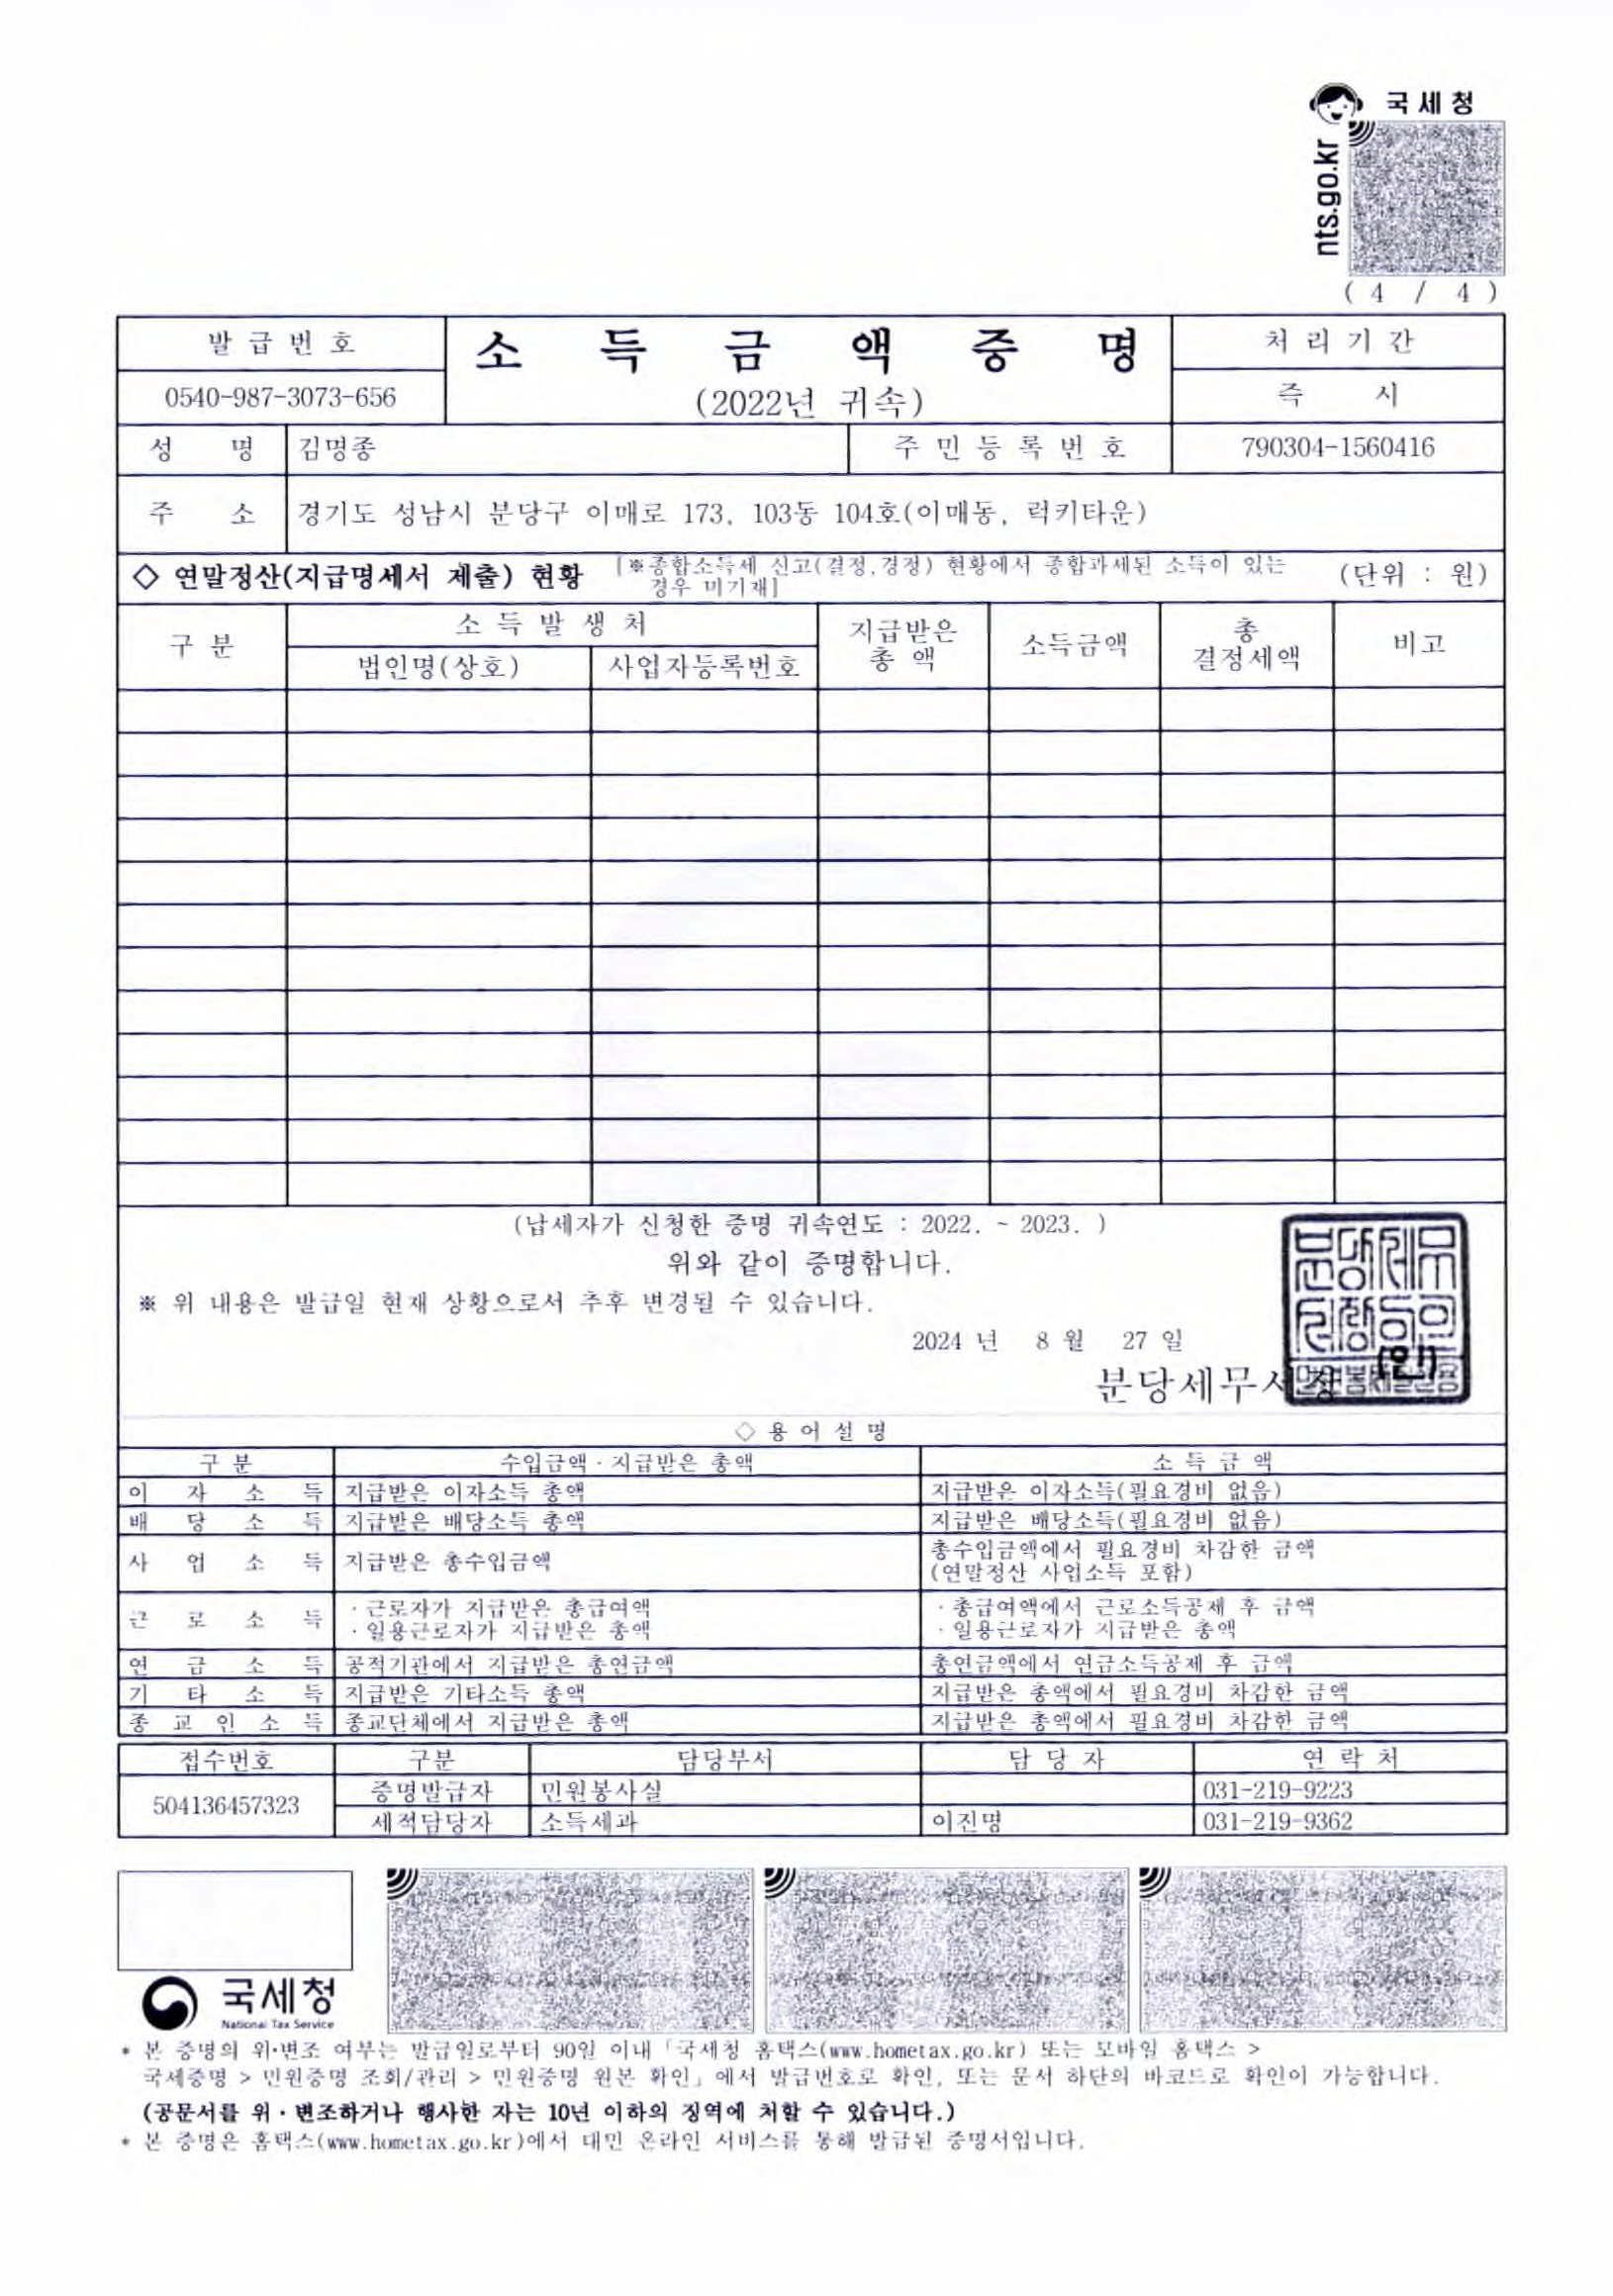 국세청
nts.go.kr
( 4 / 4 )
발 급 번 호
소 득 금 액 증 명
처 리 기 간
0540-987-3073-656
(2022년 귀속)
즉 시
성 명 김명종 주 민 등 록 번 호 790304-1560416
주 소 경기도 성남시 분당구 이매로 173, 103동 104호(이매동, 럭키타운)
◇ 연말정산(지급명세서 제출) 현황 [※종합소득세 신고(결정,경정) 현황에서 종합과세된 소득이 있는
경우 미기재] (단위 : 원)
구 분 소 득 발 생 처 지급받은 총 액 소득금액 총 결정세액 비고
법인명(상호) 사업자등록번호
(납세자가 신청한 증명 귀속연도 : 2022. ~ 2023. )
위와 같이 증명합니다.
※ 위 내용은 발급일 현재 상황으로서 추후 변경될 수 있습니다.
2024 년 8 월 27 일
분당세무서장 (인)
◇ 용 어 설 명
구 분 수입금액 · 지급받은 총액 소 득 금 액
이 자 소 득 지급받은 이자소득 총액 지급받은 이자소득(필요경비 없음)
배 당 소 득 지급받은 배당소득 총액 지급받은 배당소득(필요경비 없음)
사 업 소 득 지급받은 총수입금액 총수입금액에서 필요경비 차감한 금액
(연말정산 사업소득 포함)
근 로 소 득 · 근로자가 지급받은 총급여액 · 총급여액에서 근로소득공제 후 금액
· 일용근로자가 지급받은 총액 · 일용근로자가 지급받은 총액
연 금 소 득 공적기관에서 지급받은 총연금액 총연금액에서 연금소득공제 후 금액
기 타 소 득 지급받은 기타소득 총액 지급받은 총액에서 필요경비 차감한 금액
종 교 인 소 득 종교단체에서 지급받은 총액 지급받은 총액에서 필요경비 차감한 금액
접수번호 구분 담당부서 담 당 자 연 락 처
504136457323 증명발급자 민원봉사실 031-219-9223
세적담당자 소득세과 이진명 031-219-9362
국세청
National Tax Service
* 본 증명의 위·변조 여부는 발급일로부터 90일 이내「국세청 홈택스(www.hometax.go.kr) 또는 모바일 홈택스 >
국세증명 > 민원증명 조회/관리 > 민원증명 원본 확인」에서 발급번호로 확인, 또는 문서 하단의 바코드로 확인이 가능합니다.
(공문서를 위 · 변조하거나 행사한 자는 10년 이하의 징역에 처할 수 있습니다.)
* 본 증명은 홈택스(www.hometax.go.kr)에서 대민 온라인 서비스를 통해 발급된 증명서입니다.